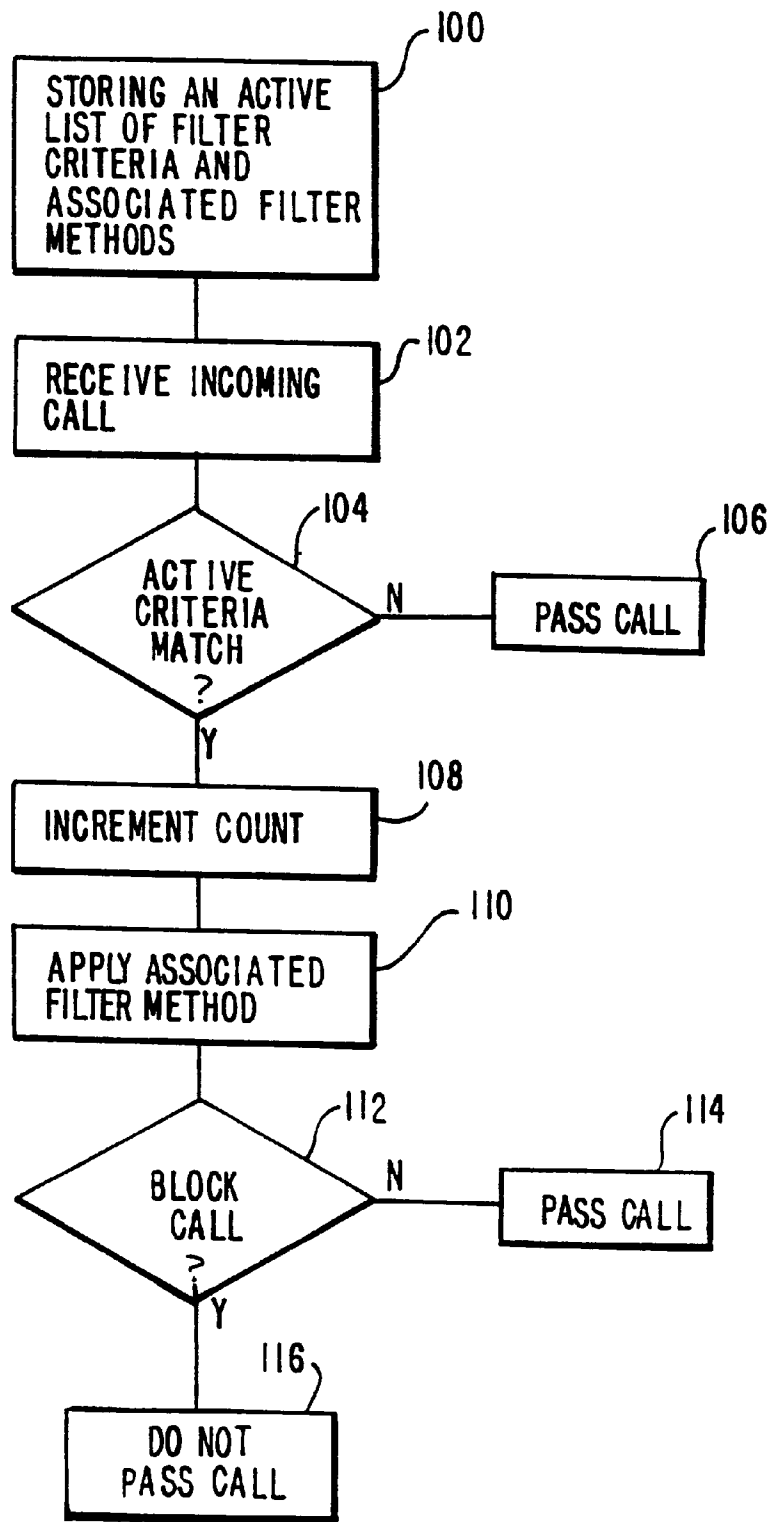 100
STORING AN ACTIVE
LIST OF FILTER
CRITERIA AND
ASSOCIATED FILTER
METHODS
102
RECEIVE INCOMING
CALL
104
ACTIVE
CRITERIA
MATCH
?
N
106
PASS CALL
Y
108
INCREMENT COUNT
110
APPLY ASSOCIATED
FILTER METHOD
112
BLOCK
CALL
?
N
114
PASS CALL
Y
116
DO NOT
PASS CALL